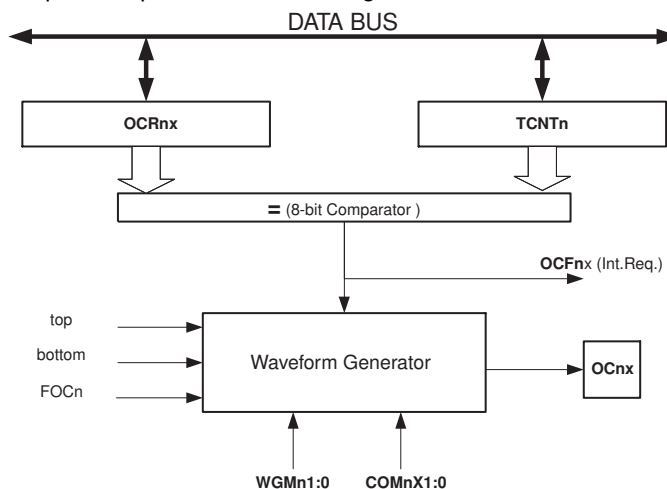 DATA BUS
OCRnx
TCNTn
= (8-bit Comparator )
OCFnx (Int.Req.)
top
bottom
FOCn
Waveform Generator
OCnx
WGMn1:0
COMnX1:0